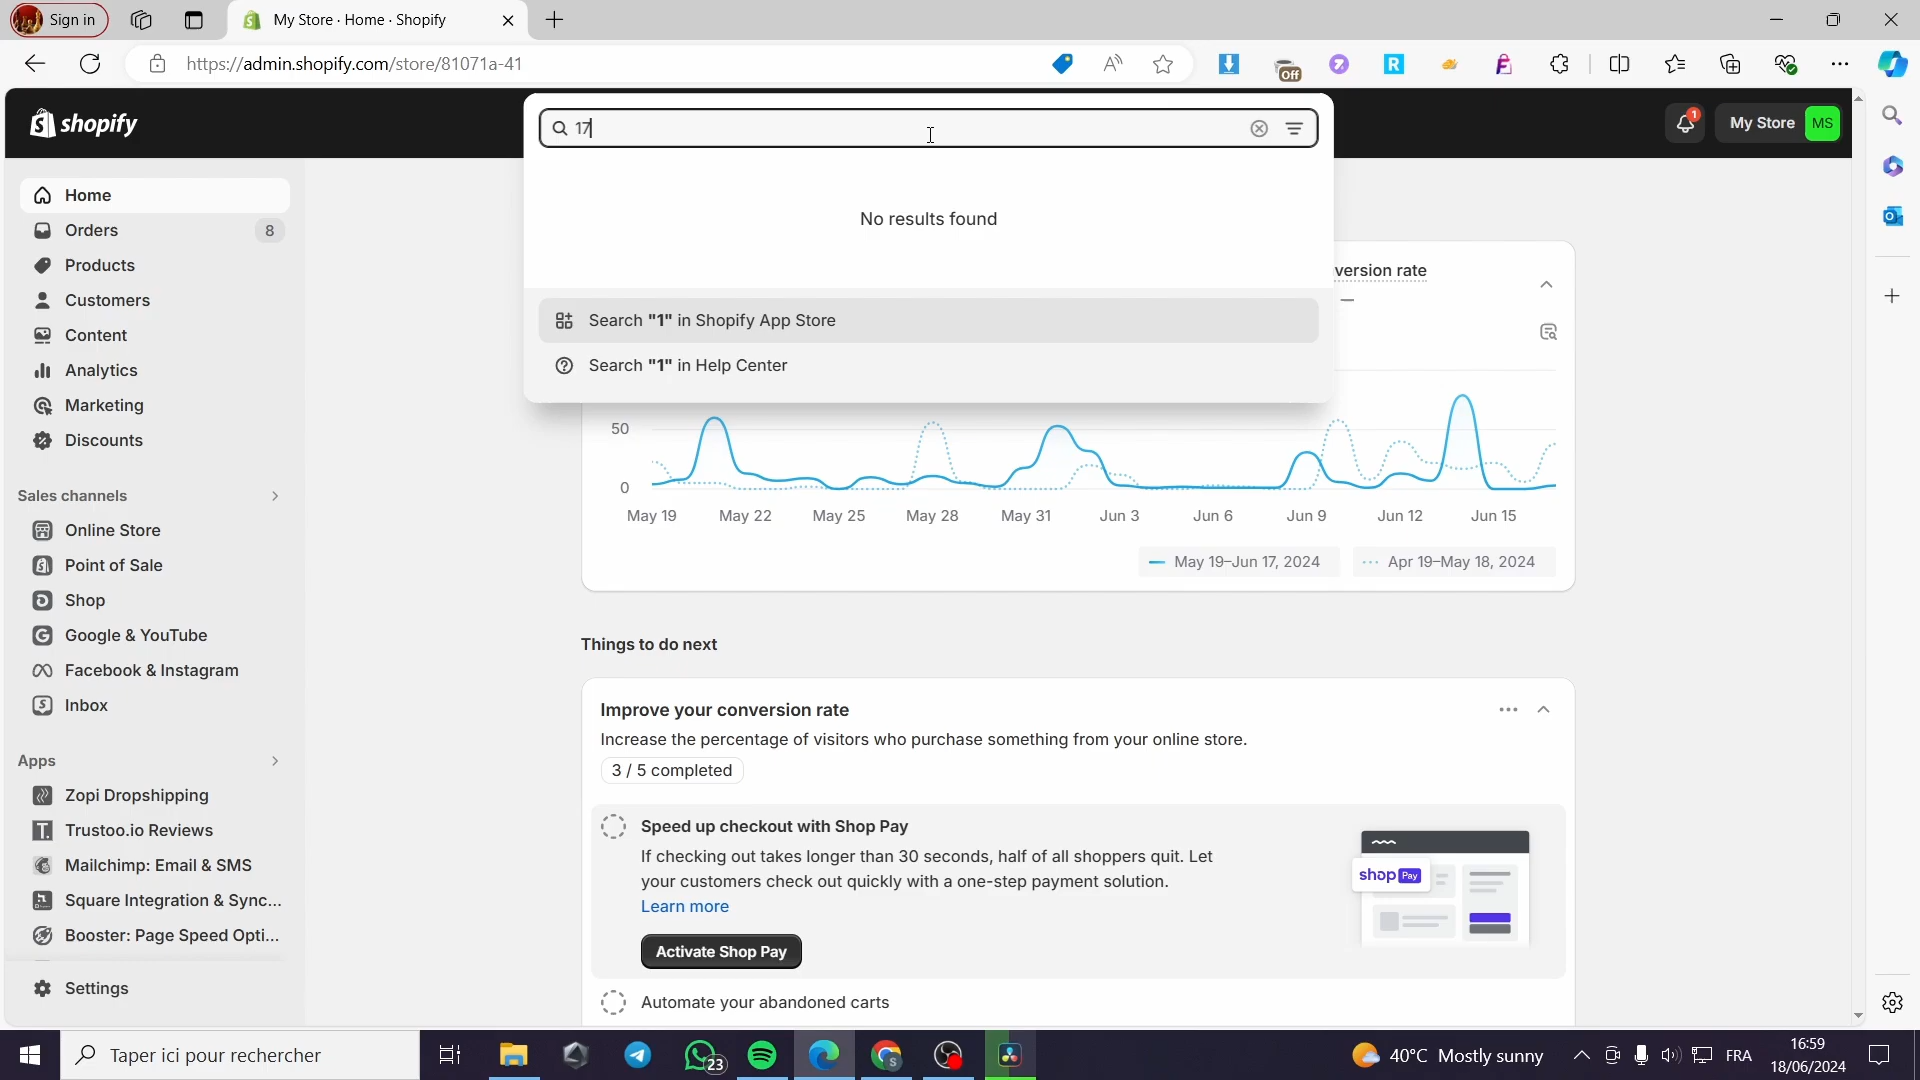 Sign in
My Store · Home · Shopify
https://admin.shopify.com/store/81071a-41
Off
shopify
17
1
My Store
MS
No results found
Search "1" in Shopify App Store
Search "1" in Help Center
Home
Orders
8
Products
Customers
Content
Analytics
Marketing
Discounts
Sales channels
Online Store
Point of Sale
Shop
Google & YouTube
Facebook & Instagram
Inbox
Apps
Zopi Dropshipping
Trustoo.io Reviews
Mailchimp: Email & SMS
Square Integration & Sync...
Booster: Page Speed Opti...
Settings
version rate
50
0
May 19
May 22
May 25
May 28
May 31
Jun 3
Jun 6
Jun 9
Jun 12
Jun 15
May 19–Jun 17, 2024
Apr 19–May 18, 2024
Things to do next
Improve your conversion rate
Increase the percentage of visitors who purchase something from your online store.
3 / 5 completed
Speed up checkout with Shop Pay
If checking out takes longer than 30 seconds, half of all shoppers quit. Let
your customers check out quickly with a one-step payment solution.
Learn more
Activate Shop Pay
shop Pay
Automate your abandoned carts
Taper ici pour rechercher
23
40°C Mostly sunny
FRA
16:59
18/06/2024